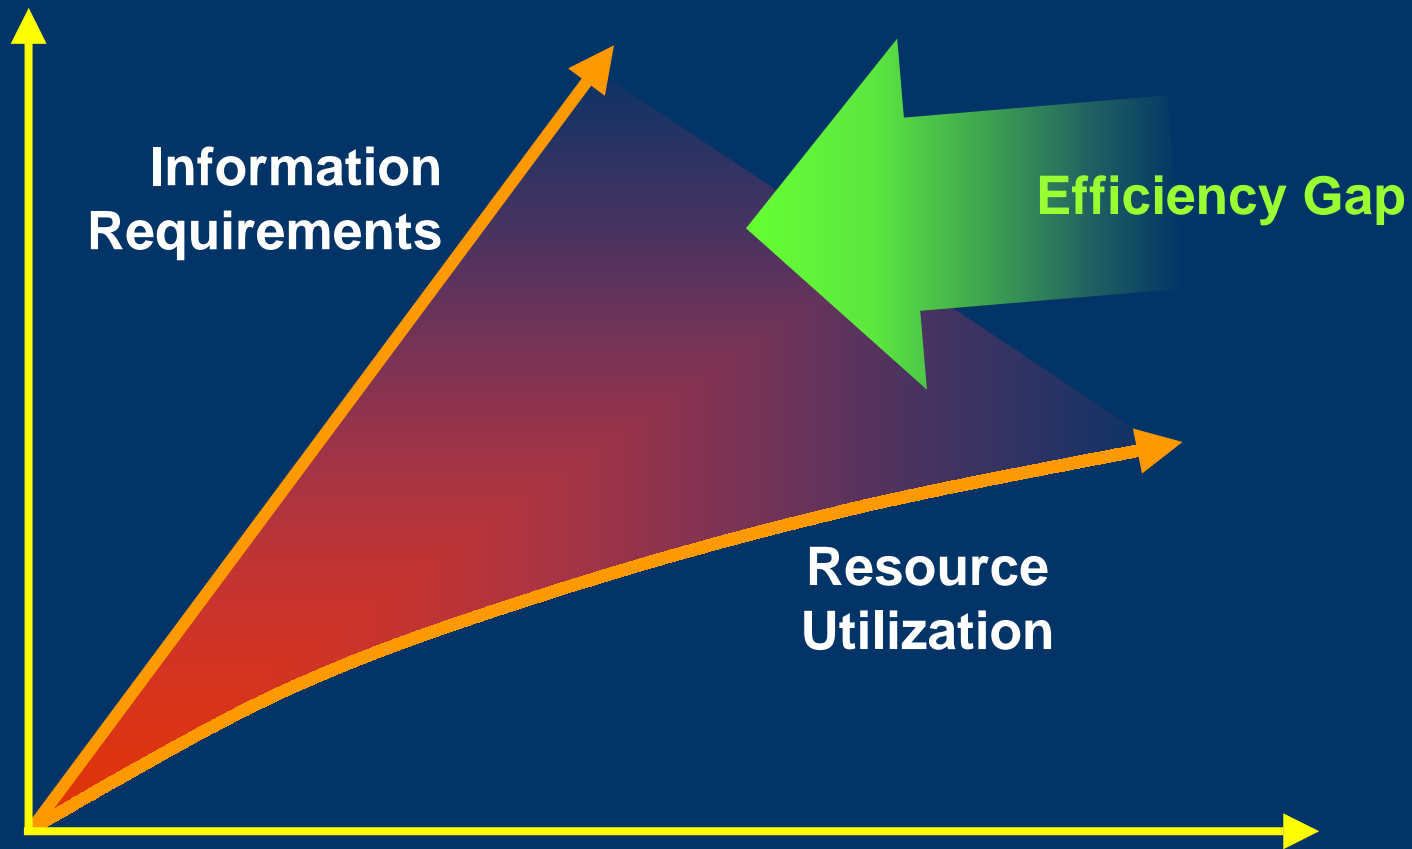 Information
Requirements
Efficiency Gap
Resource
Utilization